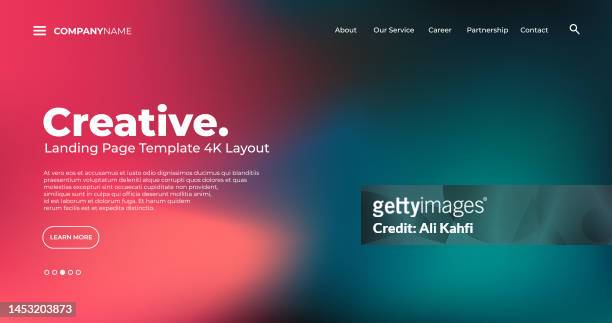 COMPANYNAME
About Our Service Career Partnership Contact
Creative.
Landing Page Template 4K Layout
At vero eos et accusamus et iusto odio dignissimos ducimus qui blanditiis
praesentium voluptatum deleniti atque corrupti quos dolores et quas
molestias excepturi sint occaecati cupiditate non provident,
similique sunt in culpa qui officia deserunt mollitia animi,
id est laborum et dolorum fuga. Et harum quidem
rerum facilis est et expedita distinctio.
LEARN MORE
gettyimages
Ali Kahfi
1453203873